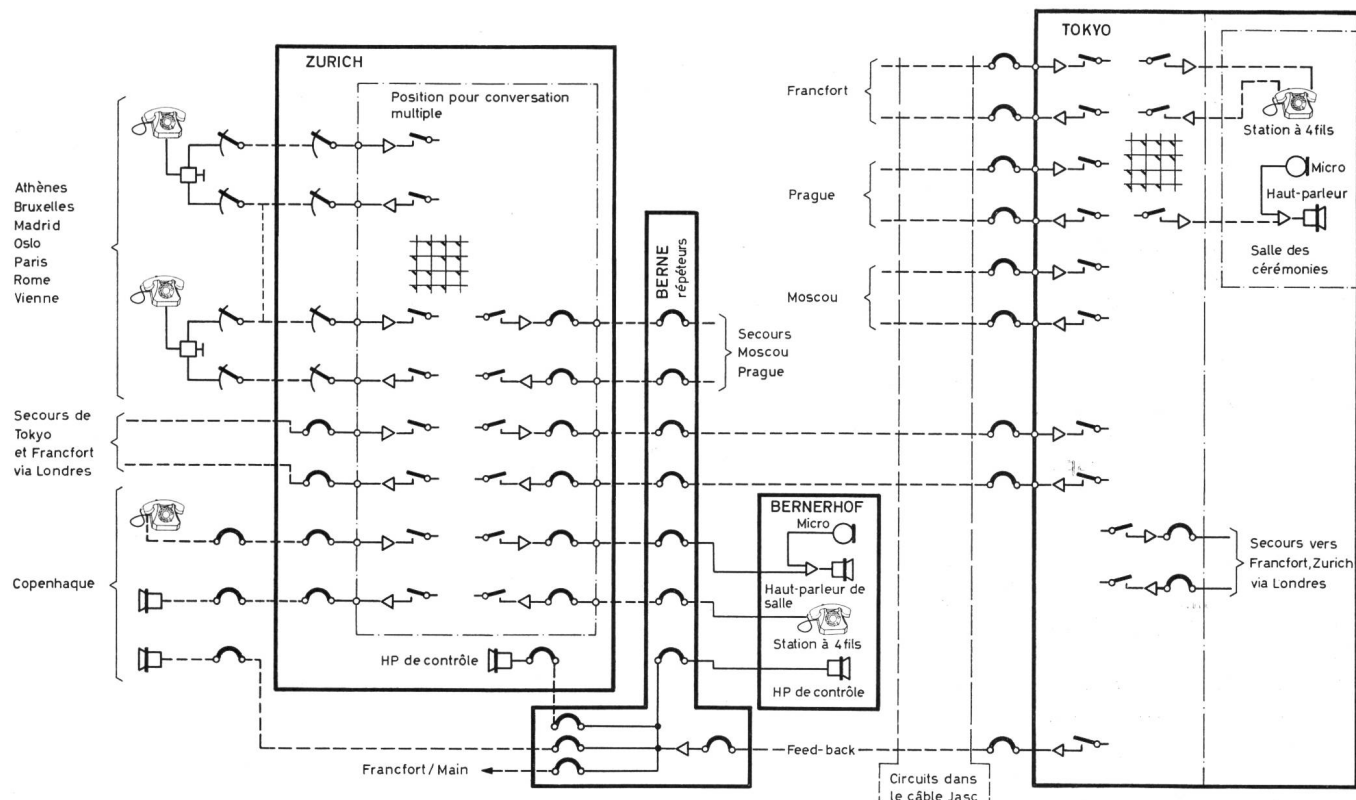 ZURICH
Position pour conversation
multiple
Athènes
Bruxelles
Madrid
Oslo
Paris
Rome
Vienne
Secours de
Tokyo
et Francfort
via Londres
Copenhaque
HP de contrôle
Francfort/Main
BERNE
répéteurs
Secours
Moscou
Prague
BERNERHOF
Micro
Haut-parleur de
salle
Station à 4 fils
HP de contrôle
Feed-back
Francfort
Prague
Moscou
Circuits dans
le câble Jasc
TOKYO
Station à 4 fils
Micro
Haut-parleur
Salle des
cérémonies
Secours vers
Francfort, Zurich
via Londres